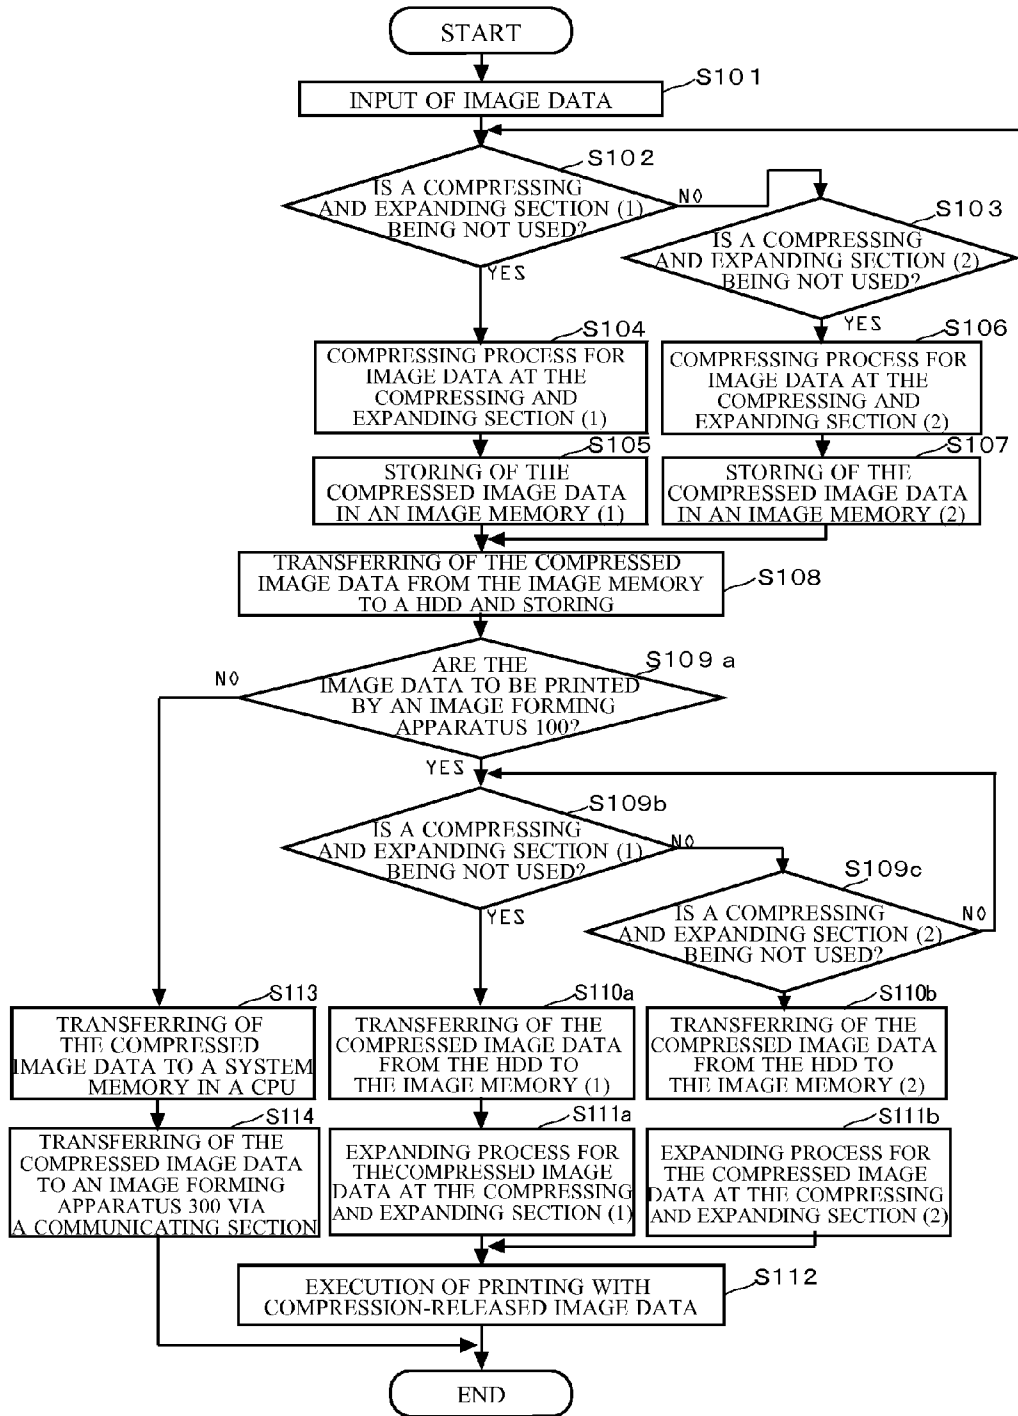 START
S101
INPUT OF IMAGE DATA
S102
IS A COMPRESSING
AND EXPANDING SECTION (1)
BEING NOT USED?
NO
YES
S103
IS A COMPRESSING
AND EXPANDING SECTION (2)
BEING NOT USED?
YES
S104
COMPRESSING PROCESS FOR
IMAGE DATA AT THE
COMPRESSING AND
EXPANDING SECTION (1)
S106
COMPRESSING PROCESS FOR
IMAGE DATA AT THE
COMPRESSING AND
EXPANDING SECTION (2)
S105
STORING OF THE
COMPRESSED IMAGE DATA
IN AN IMAGE MEMORY (1)
S107
STORING OF THE
COMPRESSED IMAGE DATA
IN AN IMAGE MEMORY (2)
S108
TRANSFERRING OF THE COMPRESSED
IMAGE DATA FROM THE IMAGE MEMORY
TO A HDD AND STORING
S109a
ARE THE
IMAGE DATA TO BE PRINTED
BY AN IMAGE FORMING
APPARATUS 100?
NO
YES
S109b
IS A COMPRESSING
AND EXPANDING SECTION (1)
BEING NOT USED?
NO
YES
S109c
IS A COMPRESSING
AND EXPANDING SECTION (2)
BEING NOT USED?
NO
S113
TRANSFERRING OF
THE COMPRESSED
IMAGE DATA TO A SYSTEM
MEMORY IN A CPU
S110a
TRANSFERRING OF THE
COMPRESSED IMAGE DATA
FROM THE HDD TO
THE IMAGE MEMORY (1)
S110b
TRANSFERRING OF THE
COMPRESSED IMAGE DATA
FROM THE HDD TO
THE IMAGE MEMORY (2)
S114
TRANSFERRING OF THE
COMPRESSED IMAGE DATA
TO AN IMAGE FORMING
APPARATUS 300 VIA
A COMMUNICATING SECTION
S111a
EXPANDING PROCESS FOR
THECOMPRESSED IMAGE
DATA AT THE COMPRESSING
AND EXPANDING SECTION (1)
S111b
EXPANDING PROCESS FOR
THE COMPRESSED IMAGE
DATA AT THE COMPRESSING
AND EXPANDING SECTION (2)
S112
EXECUTION OF PRINTING WITH
COMPRESSION-RELEASED IMAGE DATA
END